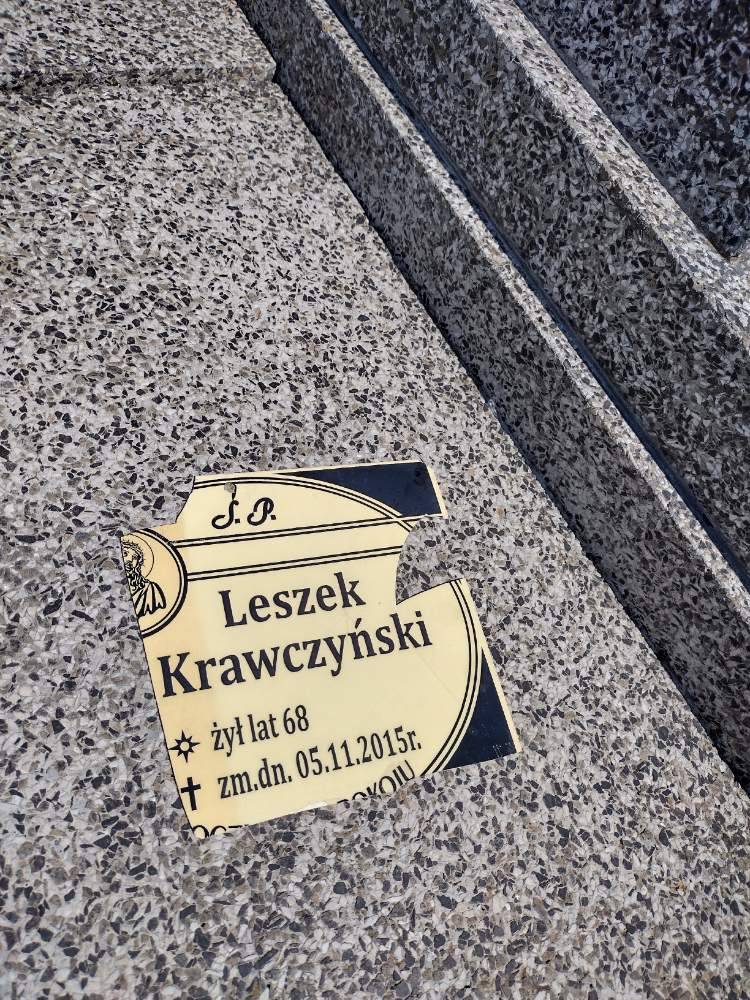 Ś. P.
Leszek
Krawczyński
żył lat 68
zm.dn. 05.11.2015r.